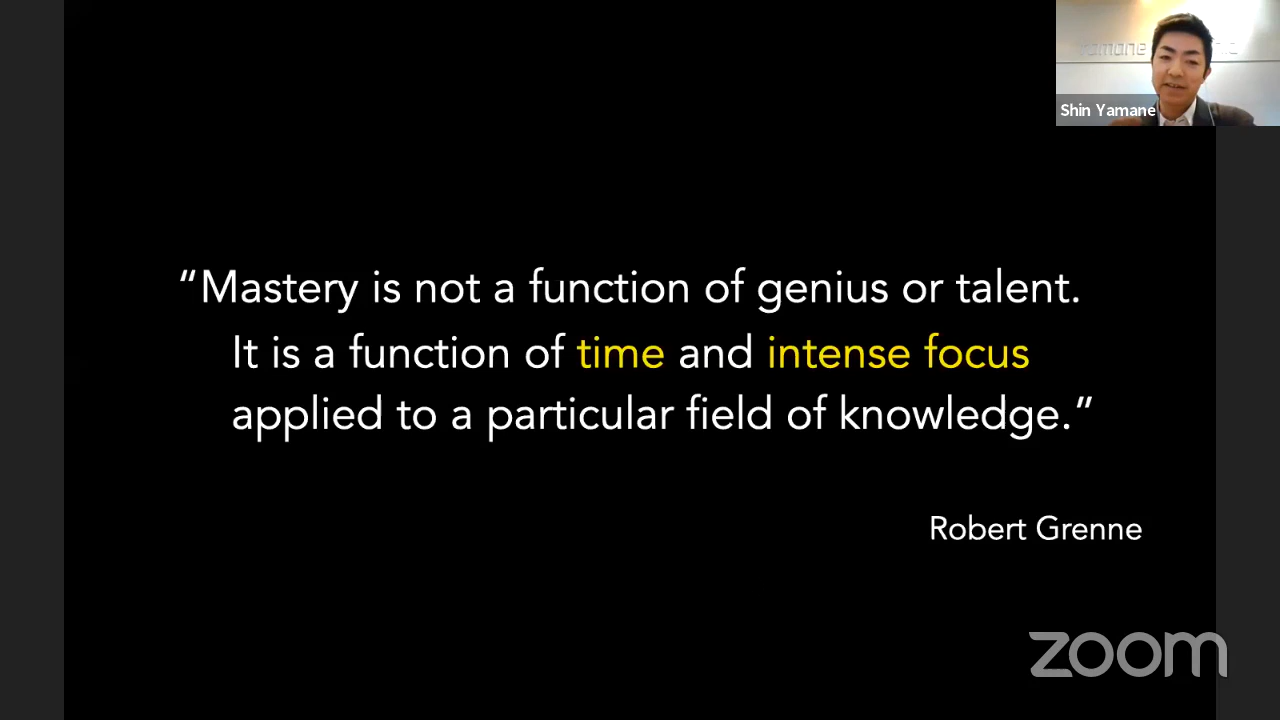 Shin Yamane
“Mastery is not a function of genius or talent.
It is a function of time and intense focus
applied to a particular field of knowledge.”
Robert Grenne
zoom